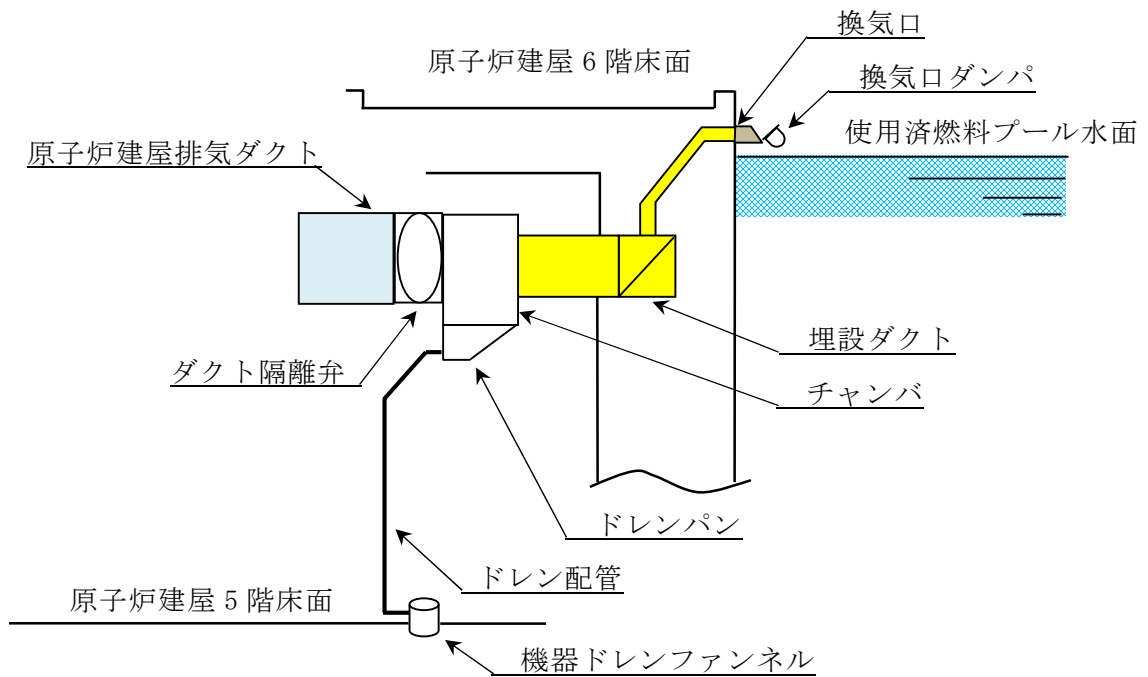 換気口
原子炉建屋 6 階床面
換気口ダンパ
使用済燃料プール水面
原子炉建屋排気ダクト
埋設ダクト
ダクト隔離弁
チャンバ
ドレンパン
ドレン配管
原子炉建屋 5 階床面
機器ドレンファンネル